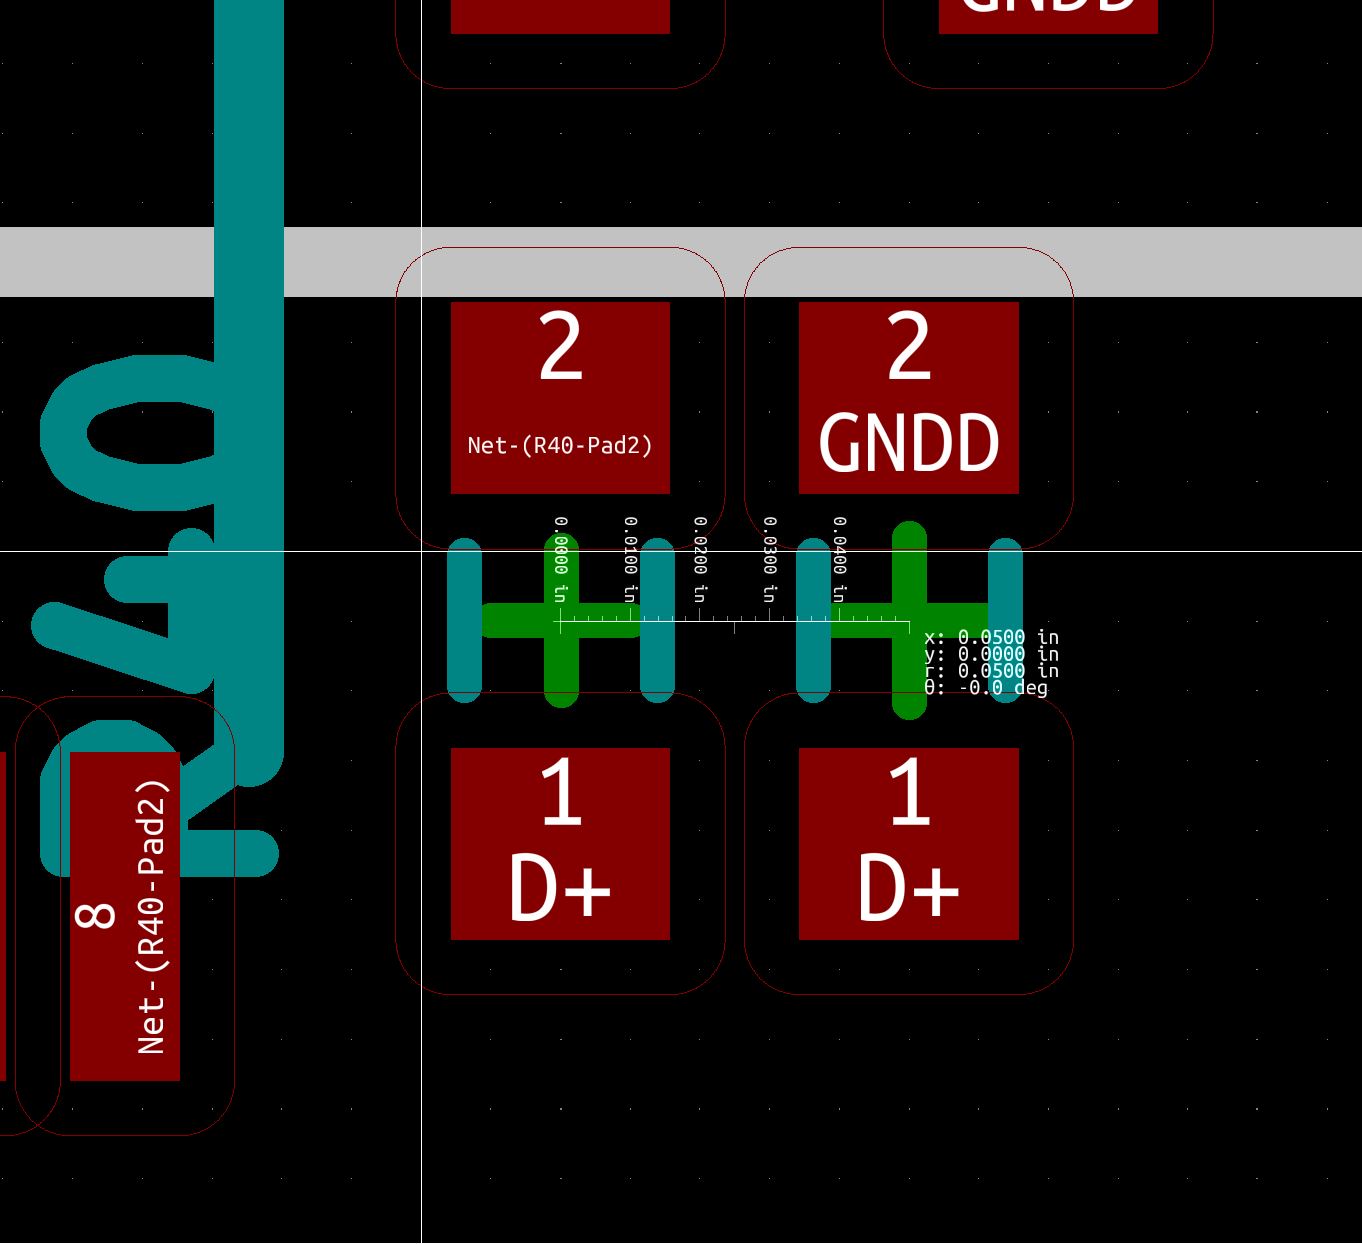 GNDD
2
Net-(R40-Pad2)
2
GNDD
0.0000 in
0.0100 in
0.0200 in
0.0300 in
0.0400 in
x: 0.0500 in
y: 0.0000 in
r: 0.0500 in
θ: -0.0 deg
R40
8
Net-(R40-Pad2)
1
D+
1
D+